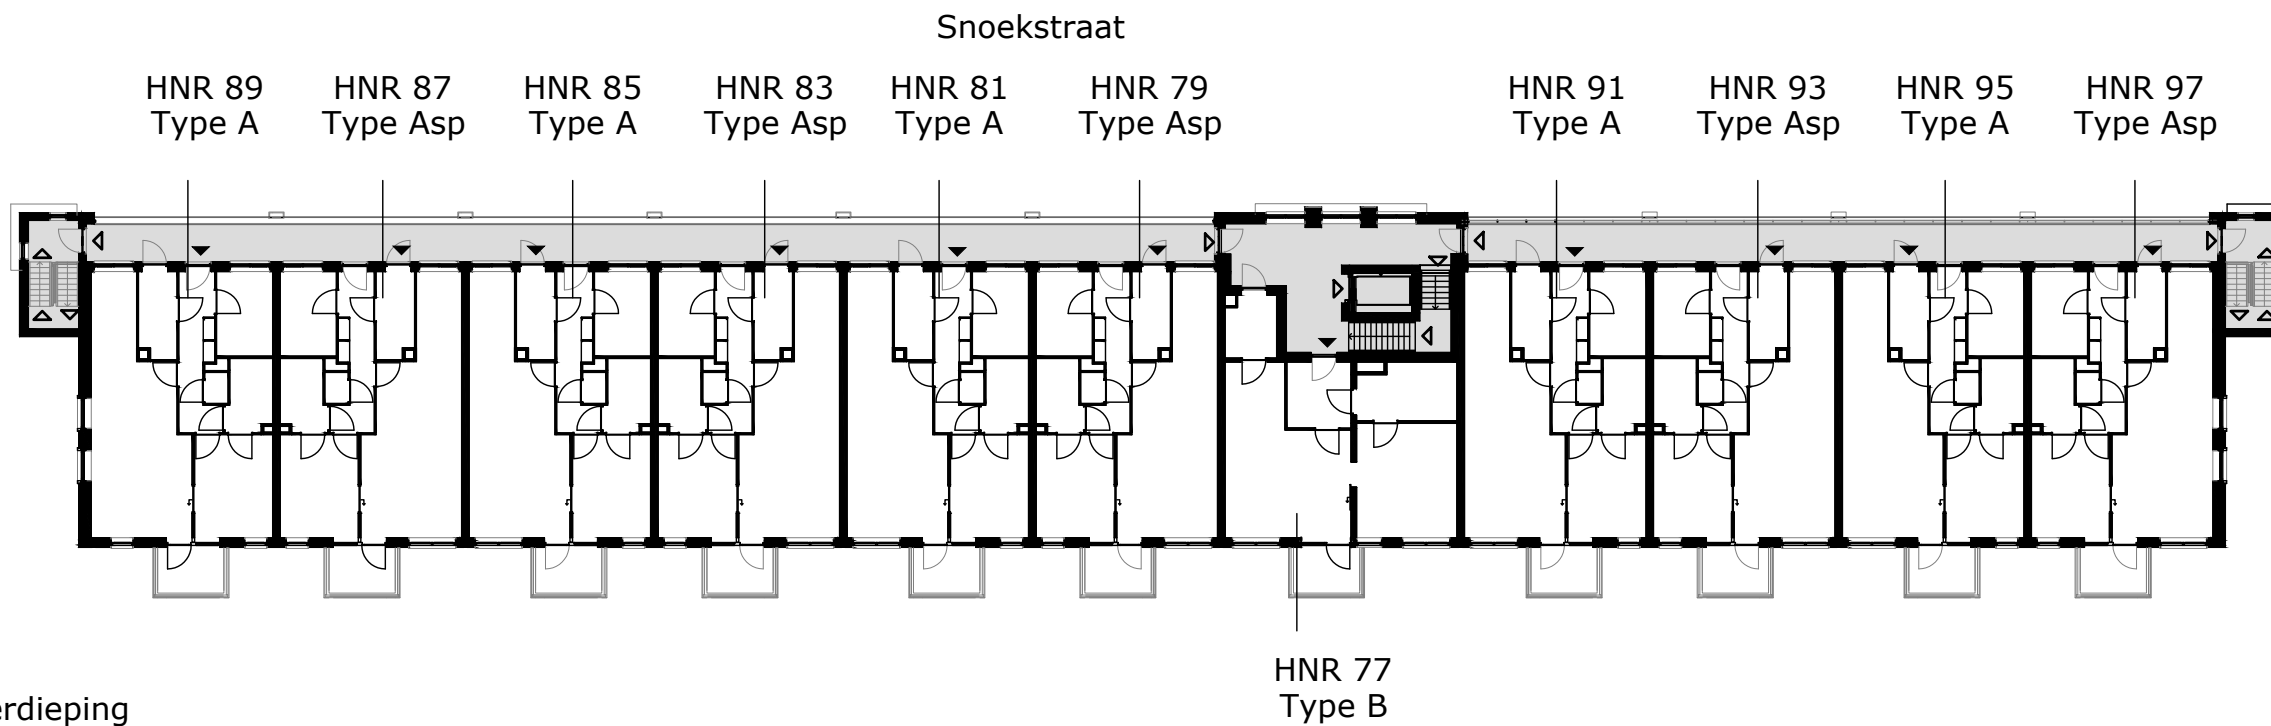 Snoekstraat
HNR 89
Type A
HNR 87
Type Asp
HNR 85
Type A
HNR 83
Type Asp
HNR 81
Type A
HNR 79
Type Asp
HNR 91
Type A
HNR 93
Type Asp
HNR 95
Type A
HNR 97
Type Asp
HNR 77
Type B
erdieping